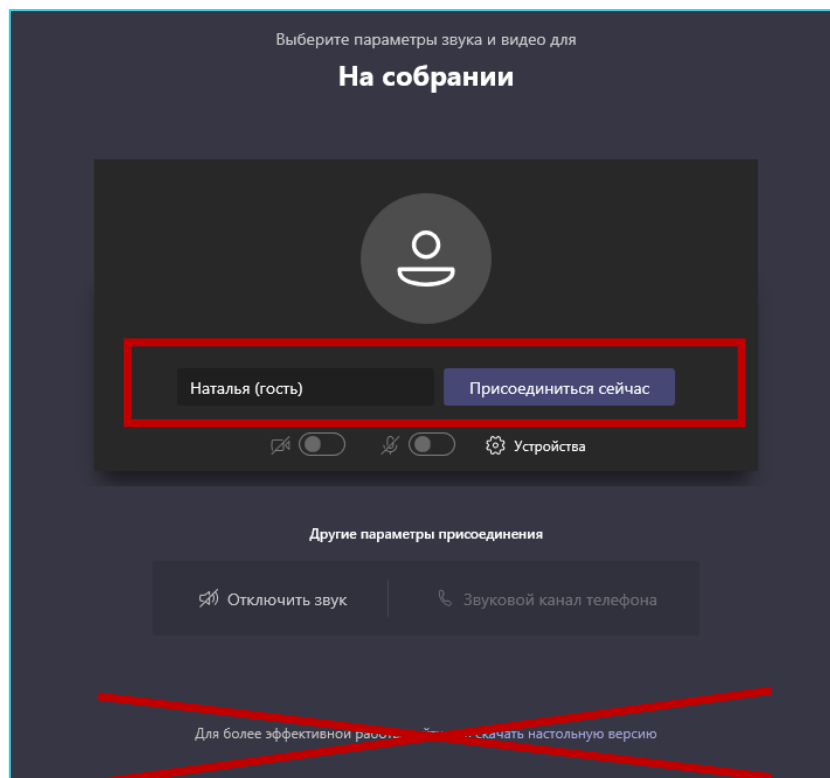 Выберите параметры звука и видео для
На собрании
Наталья (гость) Присоединиться сейчас
Устройства
Другие параметры присоединения
Отключить звук Звуковой канал телефона
Для более эффективной скачать настольную версию